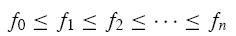 f₀ ≤ f₁ ≤ f₂ ≤ ⋯ ≤ fₙ